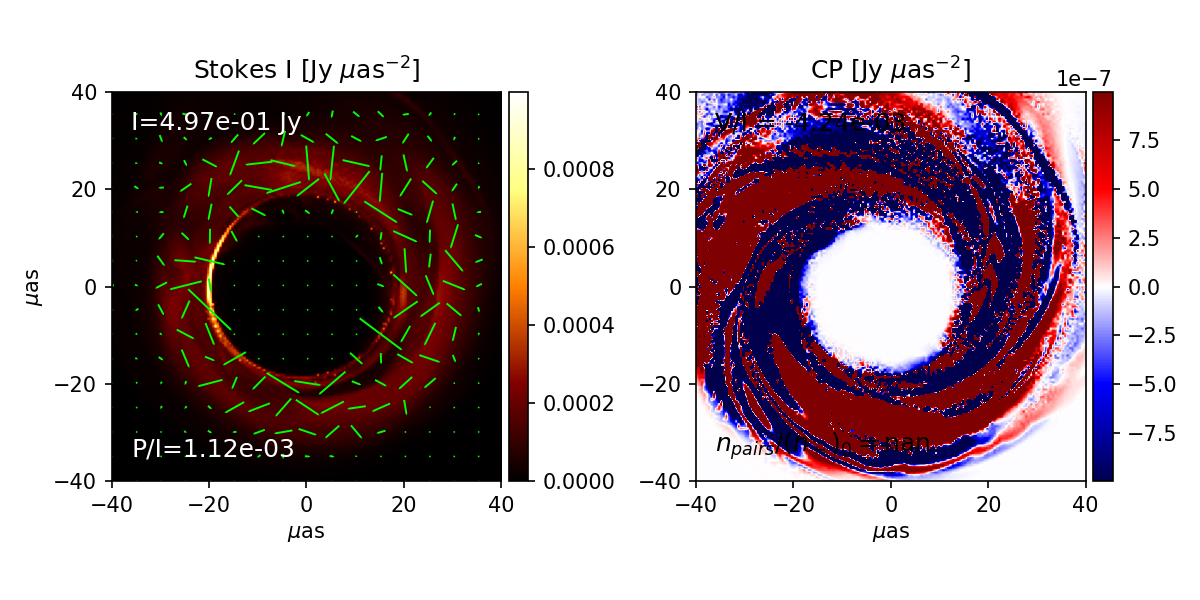 Stokes I [Jy μas⁻²]
I=4.97e-01 Jy
P/I=1.12e-03
40
20
0
−20
−40
μas
−40 −20 0 20 40
μas
0.0008
0.0006
0.0004
0.0002
0.0000
CP [Jy μas⁻²]
1e−7
40
20
0
−20
−40
−40 −20 0 20 40
μas
7.5
5.0
2.5
0.0
−2.5
−5.0
−7.5
n_pairs = nan